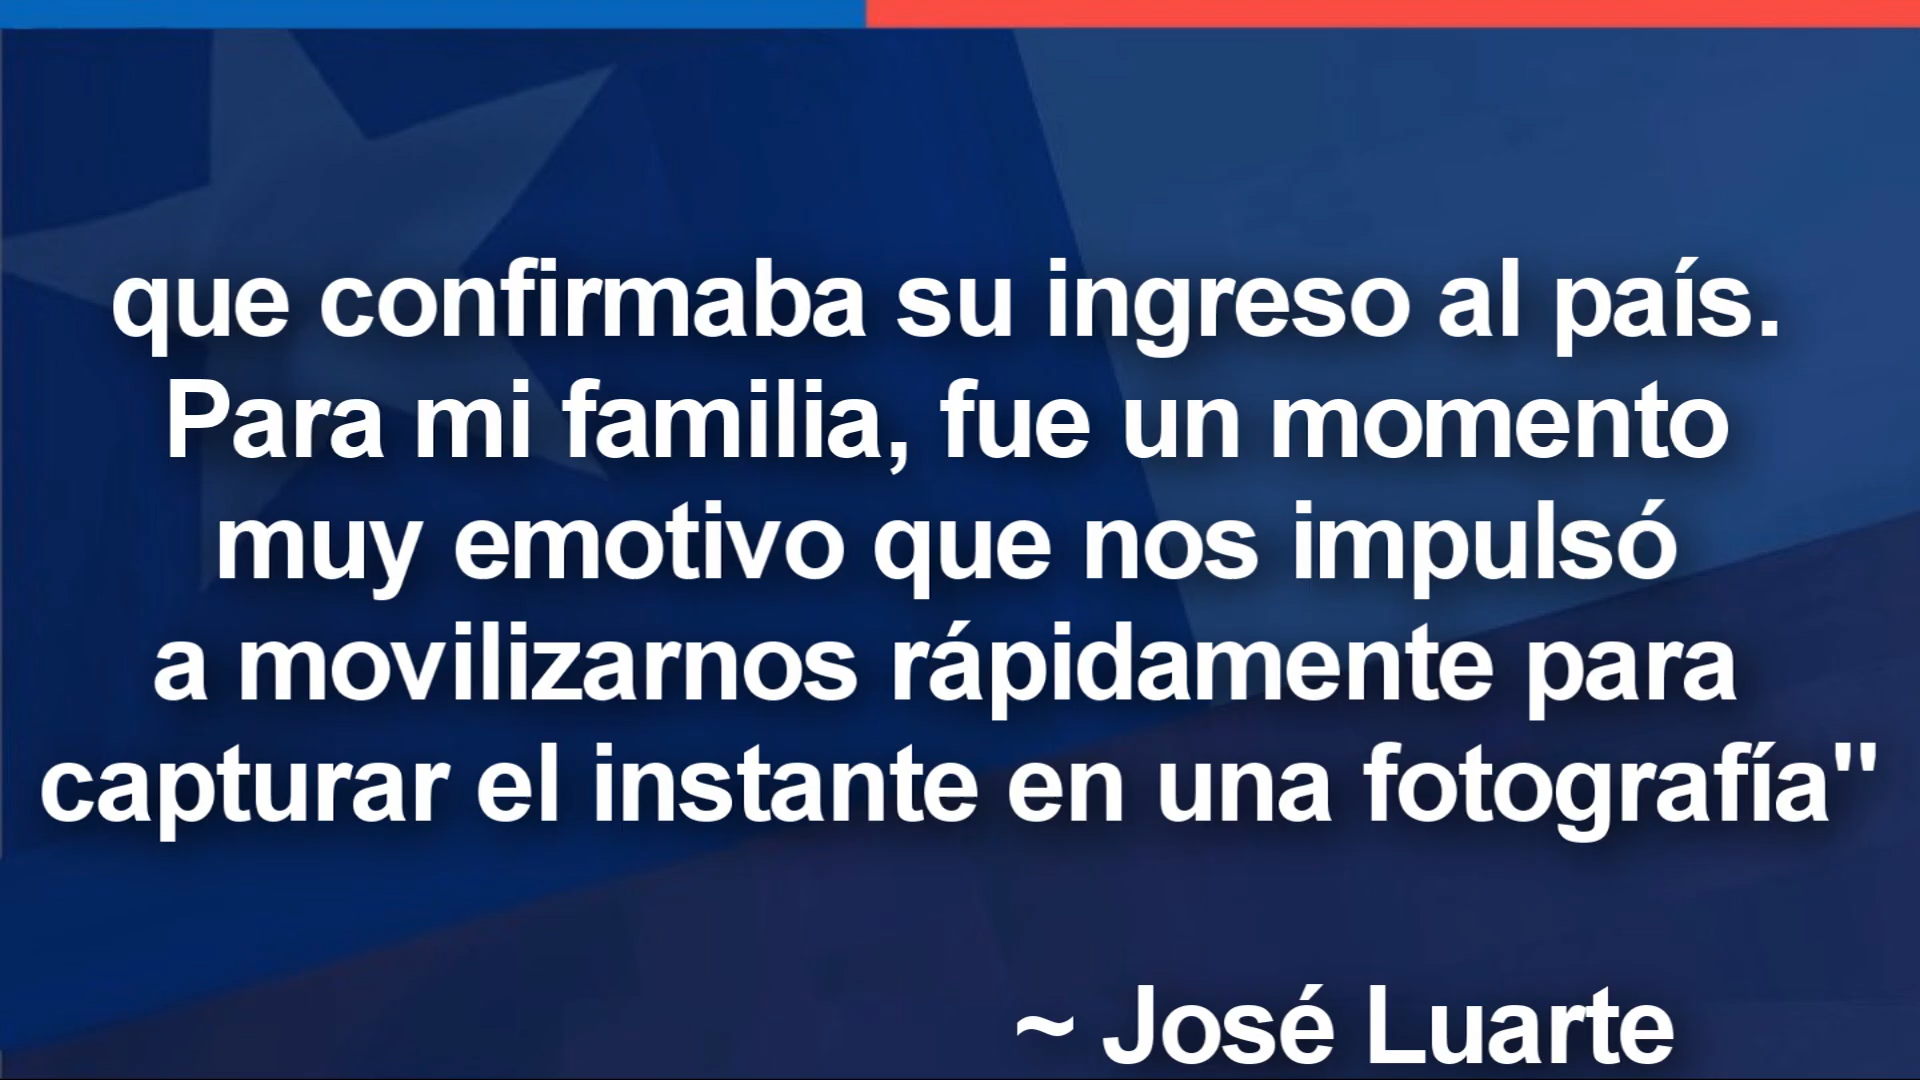 que confirmaba su ingreso al país.
Para mi familia, fue un momento
muy emotivo que nos impulsó
a movilizarnos rápidamente para
capturar el instante en una fotografía"
~ José Luarte